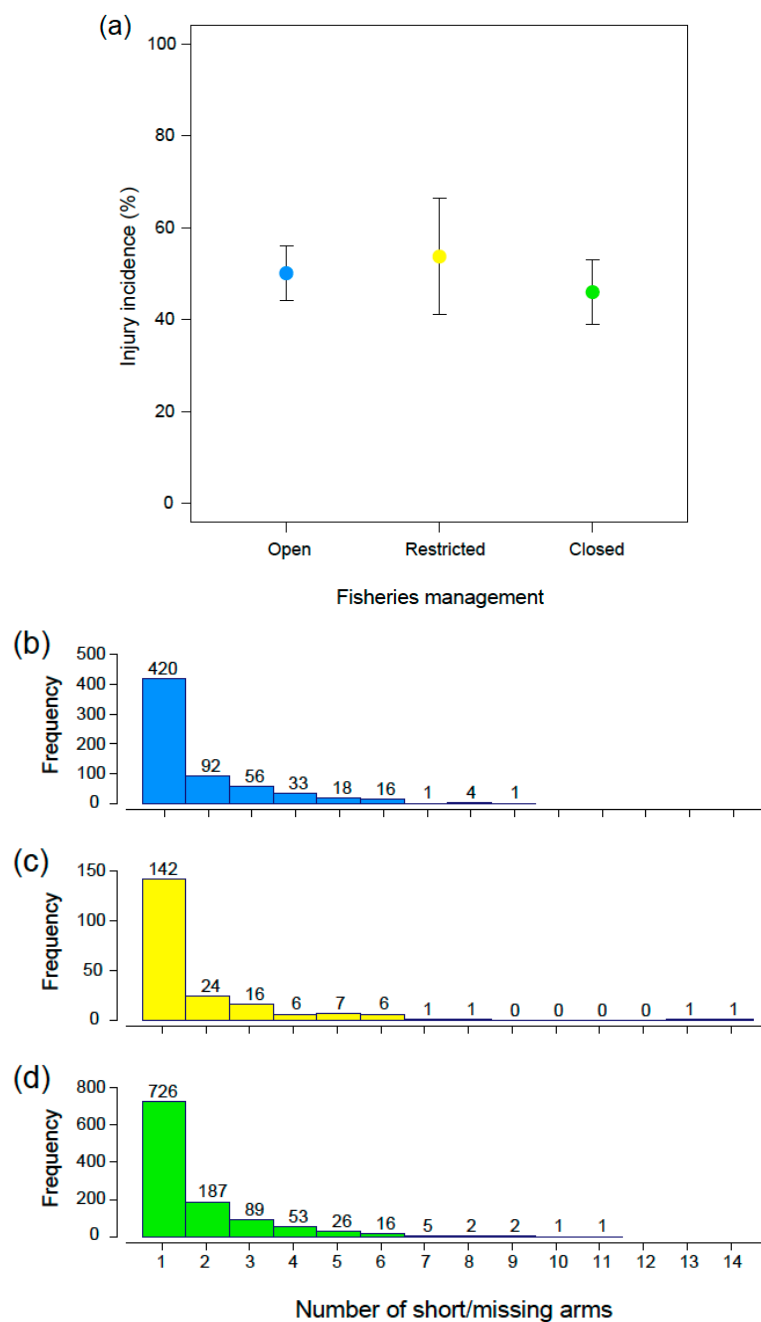 (a)
100
80
60
40
20
0
Injury incidence (%)
Open Restricted Closed
Fisheries management
(b)
500
400
300
200
100
0
Frequency
420 92 56 33 18 16 1 4 1
(c)
150
100
50
0
Frequency
142 24 16 6 7 6 1 1 0 0 0 0 1 1
(d)
800
600
400
200
0
Frequency
726 187 89 53 26 16 5 2 2 1 1
1 2 3 4 5 6 7 8 9 10 11 12 13 14
Number of short/missing arms